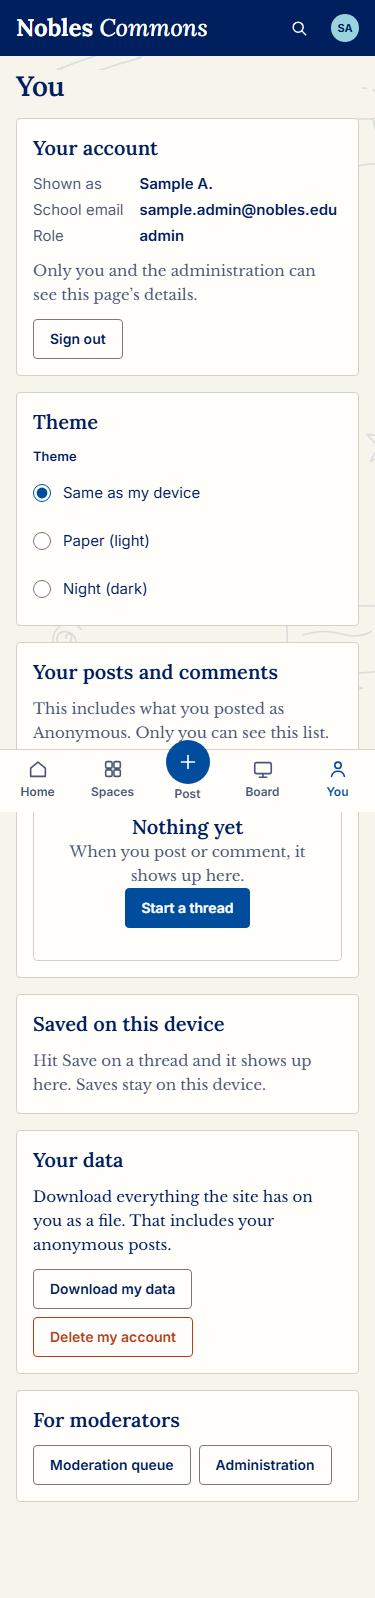 Nobles Commons
SA
You
Your account
Shown as Sample A.
School email sample.admin@nobles.edu
Role admin
Only you and the administration can
see this page’s details.
Sign out
Theme
Theme
Same as my device
Paper (light)
Night (dark)
Your posts and comments
This includes what you posted as
Anonymous. Only you can see this list.
Home Spaces Post Board You
Nothing yet
When you post or comment, it
shows up here.
Start a thread
Saved on this device
Hit Save on a thread and it shows up
here. Saves stay on this device.
Your data
Download everything the site has on
you as a file. That includes your
anonymous posts.
Download my data
Delete my account
For moderators
Moderation queue Administration